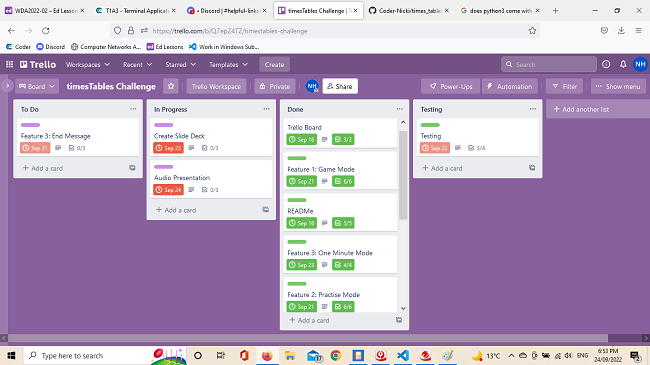 WDA2022-02 – Ed Lesson
T1A3 - Terminal Applicatio
• Discord | #helpful-links
timesTables Challenge | T
Coder-Nicki/times_tables
does python3 come with
https://trello.com/b/Q7epZ4TZ/timestables-challenge
Coder
Discord
Computer Networks A...
Ed Lessons
Work in Windows Sub...
Trello
Workspaces
Recent
Starred
Templates
Create
Search
NH
Board
timesTables Challenge
Trello Workspace
Private
NH
Share
Power-Ups
Automation
Filter
Show menu
To Do
Feature 3: End Message
Sep 21
0/3
+ Add a card
In Progress
Create Slide Deck
Sep 23
0/3
Audio Presentation
Sep 24
0/3
+ Add a card
Done
Trello Board
Sep 16
3/3
Feature 1: Game Mode
Sep 21
6/6
READMe
Sep 16
5/5
Feature 3: One Minute Mode
Sep 23
4/4
Feature 2: Practise Mode
Sep 21
6/6
+ Add a card
Testing
Testing
Sep 22
3/4
+ Add a card
+ Add another list
Type here to search
13°C
ENG
6:53 PM
24/09/2022